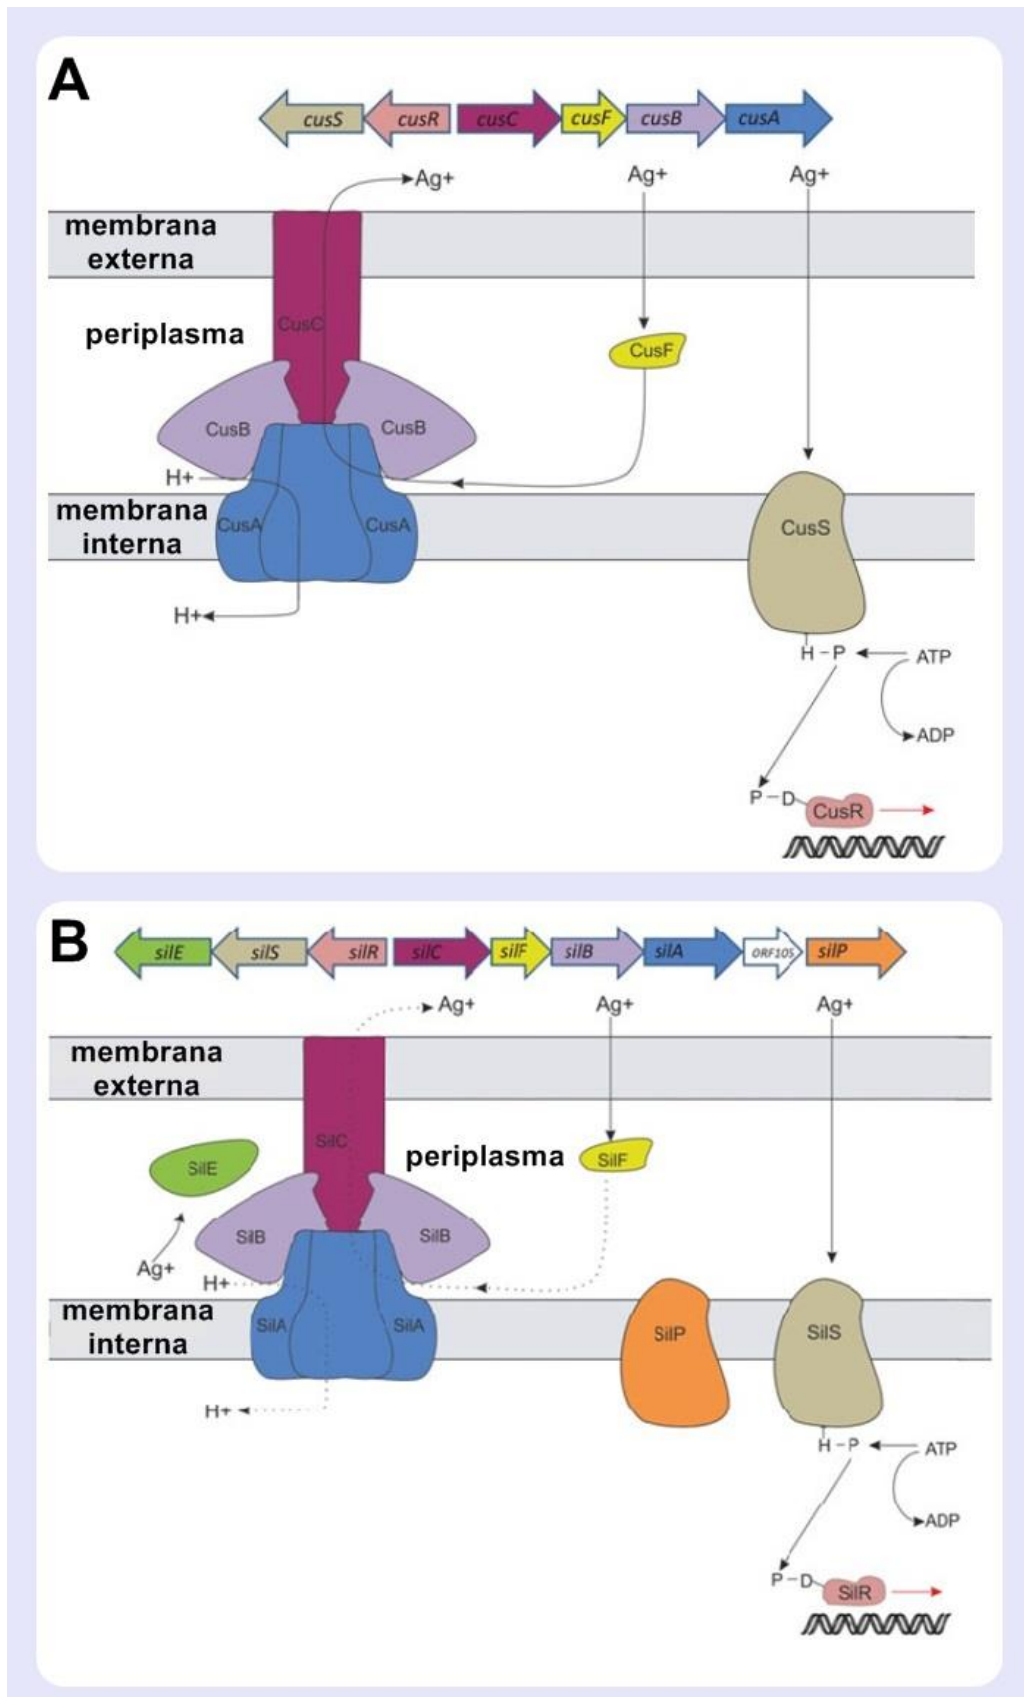 A
cusS cusR cusC cusF cusB cusA
Ag+ Ag+ Ag+
membrana
externa
CusC
periplasma
CusF
CusB CusB
H+
membrana
interna
CusA CusA
CusS
H+
H-P ATP
ADP
P-D CusR
B
silE silS silR silC silF silB silA ORF105 silP
Ag+ Ag+ Ag+
membrana
externa
SilC
periplasma
SilF
SilE
SilB SilB
Ag+
H+
membrana
interna
SilA SilA
SilP
SilS
H+
H-P ATP
ADP
P-D SilR